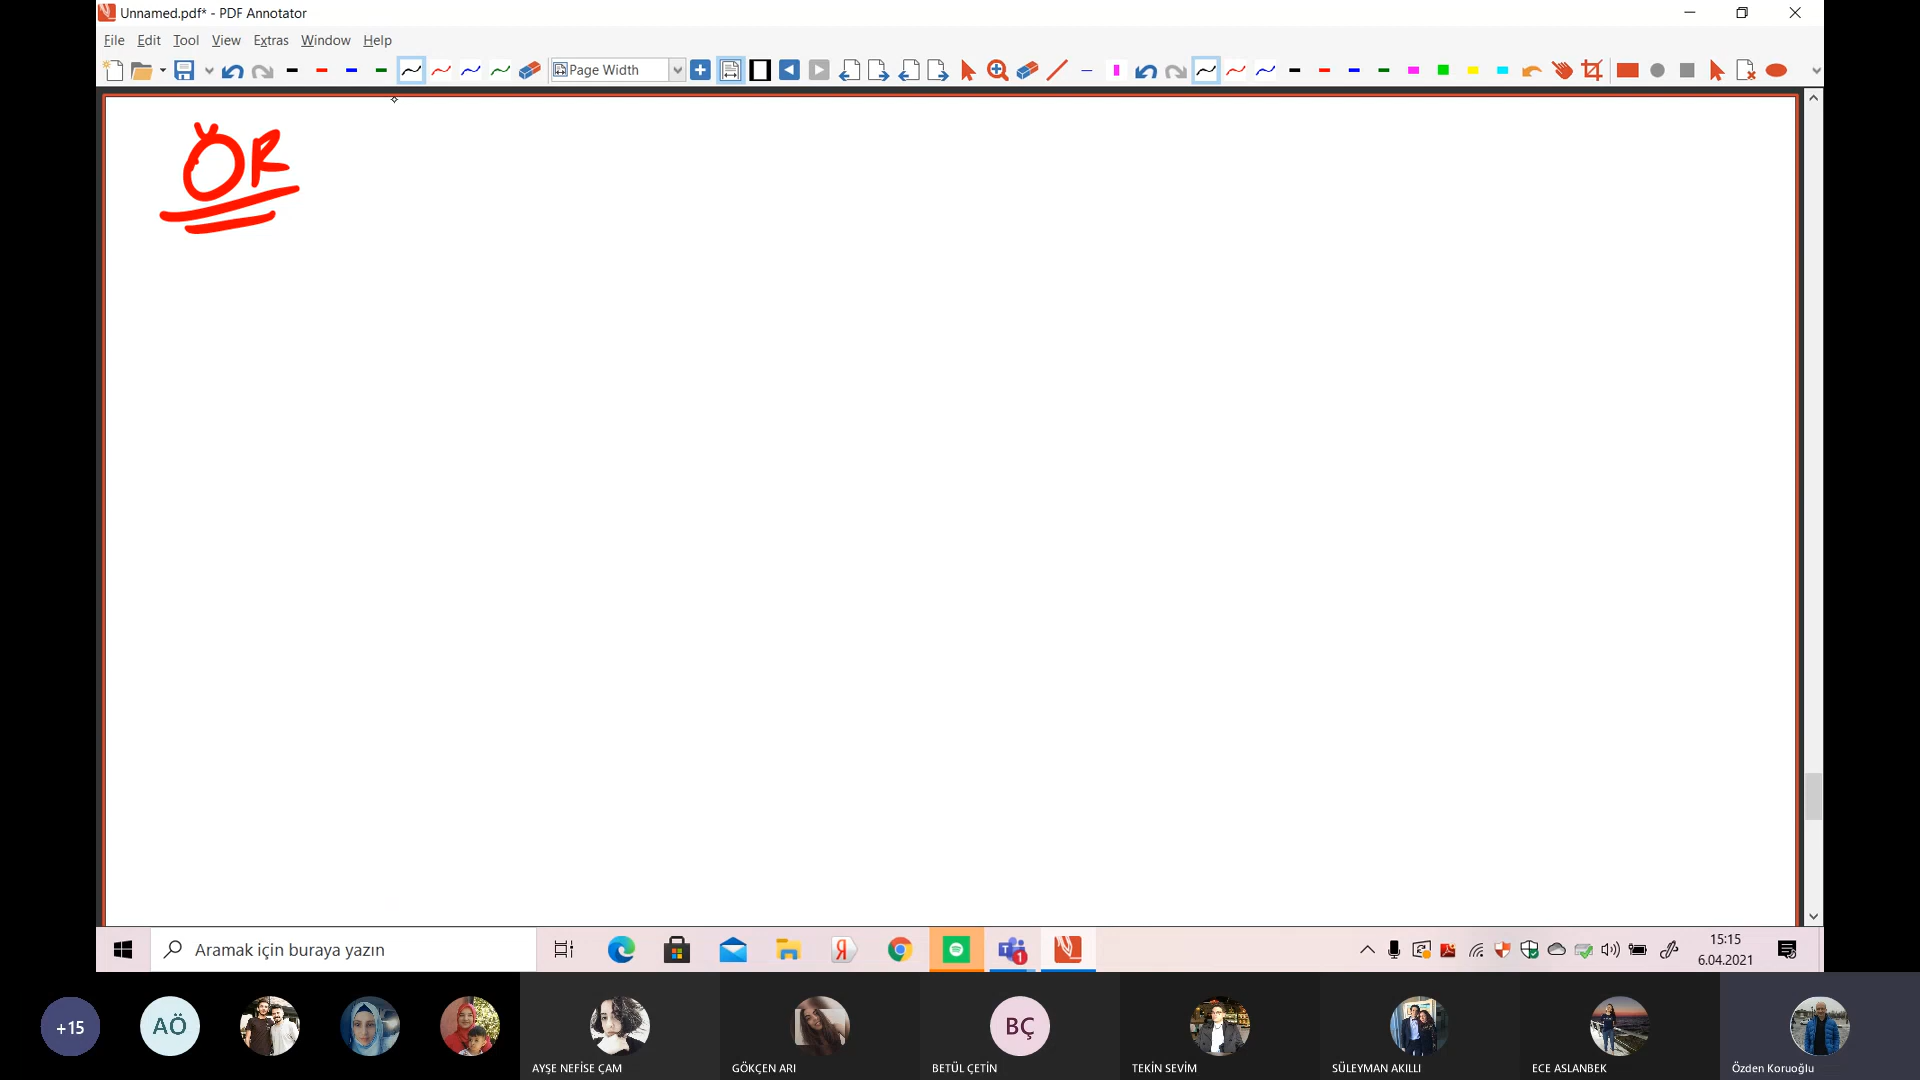 Unnamed.pdf* - PDF Annotator
File Edit Tool View Extras Window Help
Page Width
ÖR
Aramak için buraya yazın
1
15:15
6.04.2021
+15
AÖ
BÇ
AYŞE NEFİSE ÇAM
GÖKÇEN ARI
BETÜL ÇETİN
TEKİN SEVİM
SÜLEYMAN AKILLI
ECE ASLANBEK
Özden Koruoğlu